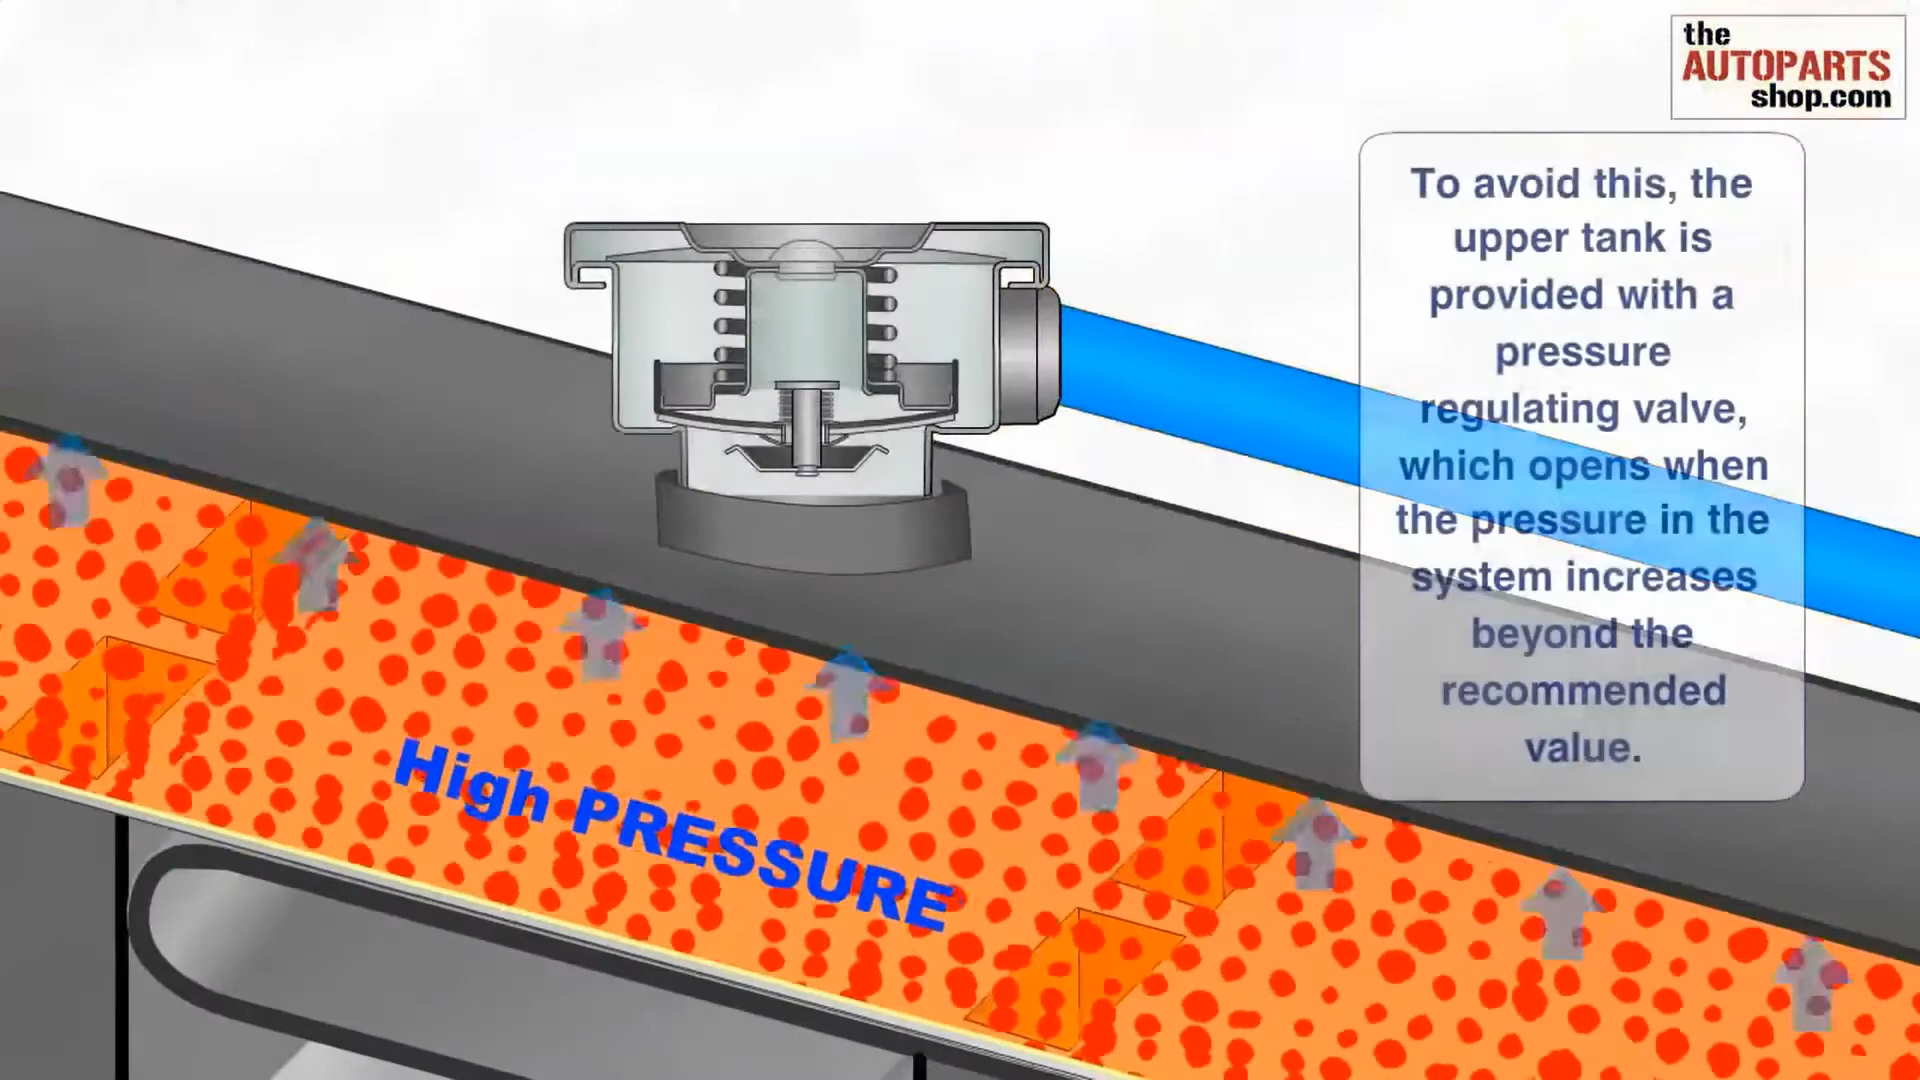 the
AUTOPARTS
shop.com
To avoid this, the
upper tank is
provided with a
pressure
regulating valve,
which opens when
the pressure in the
system increases
beyond the
recommended
value.
High PRESSURE